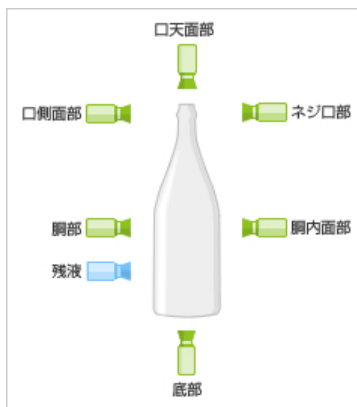 口天面部
口側面部
ネジ口部
胴部
胴内面部
残液
底部